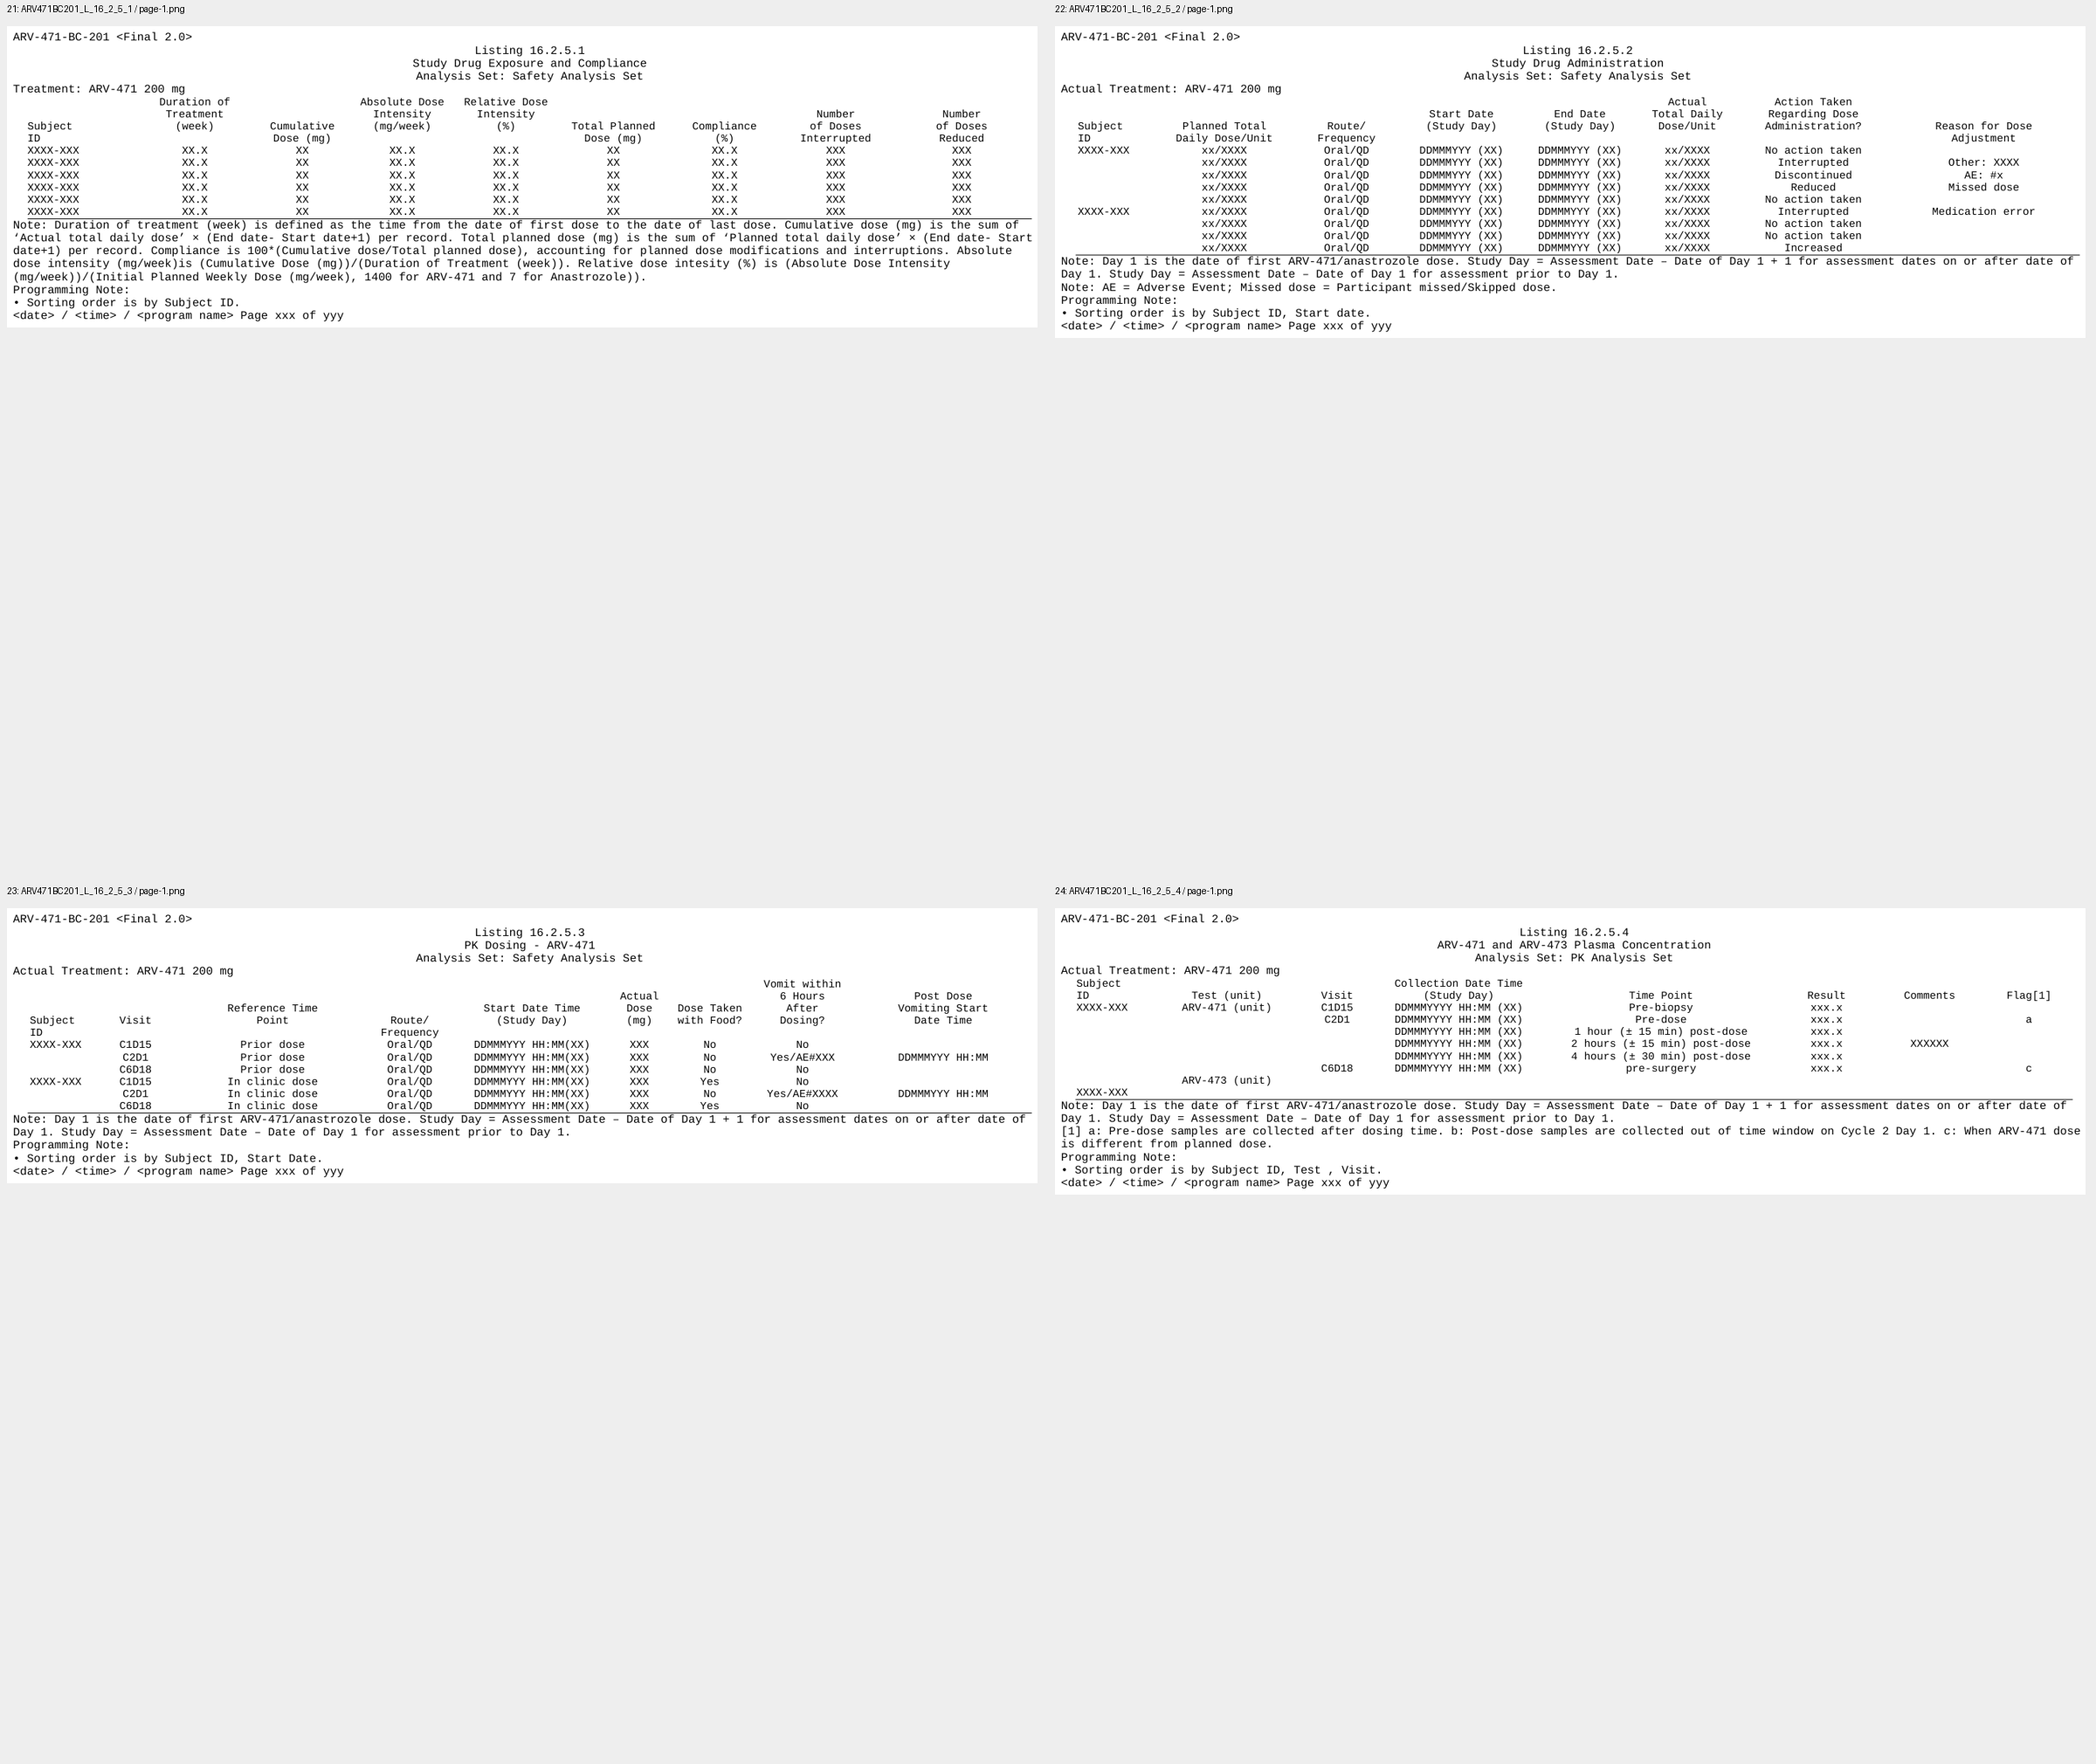 21: ARV471BC201_L_16_2_5_1 / page-1.png
ARV-471-BC-201 <Final 2.0>
Listing 16.2.5.1
Study Drug Exposure and Compliance
Analysis Set: Safety Analysis Set
Treatment: ARV-471 200 mg
Duration of Absolute Dose Relative Dose
Treatment Intensity Intensity Number Number
Subject (week) Cumulative (mg/week) (%) Total Planned Compliance of Doses of Doses
ID Dose (mg) Dose (mg) (%) Interrupted Reduced
XXXX-XXX XX.X XX XX.X XX.X XX XX.X XXX XXX
XXXX-XXX XX.X XX XX.X XX.X XX XX.X XXX XXX
XXXX-XXX XX.X XX XX.X XX.X XX XX.X XXX XXX
XXXX-XXX XX.X XX XX.X XX.X XX XX.X XXX XXX
XXXX-XXX XX.X XX XX.X XX.X XX XX.X XXX XXX
XXXX-XXX XX.X XX XX.X XX.X XX XX.X XXX XXX
Note: Duration of treatment (week) is defined as the time from the date of first dose to the date of last dose. Cumulative dose (mg) is the sum of
‘Actual total daily dose’ × (End date- Start date+1) per record. Total planned dose (mg) is the sum of ‘Planned total daily dose’ × (End date- Start
date+1) per record. Compliance is 100*(Cumulative dose/Total planned dose), accounting for planned dose modifications and interruptions. Absolute
dose intensity (mg/week)is (Cumulative Dose (mg))/(Duration of Treatment (week)). Relative dose intesity (%) is (Absolute Dose Intensity
(mg/week))/(Initial Planned Weekly Dose (mg/week, 1400 for ARV-471 and 7 for Anastrozole)).
Programming Note:
• Sorting order is by Subject ID.
<date> / <time> / <program name> Page xxx of yyy
22: ARV471BC201_L_16_2_5_2 / page-1.png
ARV-471-BC-201 <Final 2.0>
Listing 16.2.5.2
Study Drug Administration
Analysis Set: Safety Analysis Set
Actual Treatment: ARV-471 200 mg
Actual Action Taken
Start Date End Date Total Daily Regarding Dose
Subject Planned Total Route/ (Study Day) (Study Day) Dose/Unit Administration? Reason for Dose
ID Daily Dose/Unit Frequency Adjustment
XXXX-XXX xx/XXXX Oral/QD DDMMMYYY (XX) DDMMMYYY (XX) xx/XXXX No action taken
xx/XXXX Oral/QD DDMMMYYY (XX) DDMMMYYY (XX) xx/XXXX Interrupted Other: XXXX
xx/XXXX Oral/QD DDMMMYYY (XX) DDMMMYYY (XX) xx/XXXX Discontinued AE: #x
xx/XXXX Oral/QD DDMMMYYY (XX) DDMMMYYY (XX) xx/XXXX Reduced Missed dose
xx/XXXX Oral/QD DDMMMYYY (XX) DDMMMYYY (XX) xx/XXXX No action taken
XXXX-XXX xx/XXXX Oral/QD DDMMMYYY (XX) DDMMMYYY (XX) xx/XXXX Interrupted Medication error
xx/XXXX Oral/QD DDMMMYYY (XX) DDMMMYYY (XX) xx/XXXX No action taken
xx/XXXX Oral/QD DDMMMYYY (XX) DDMMMYYY (XX) xx/XXXX No action taken
xx/XXXX Oral/QD DDMMMYYY (XX) DDMMMYYY (XX) xx/XXXX Increased
Note: Day 1 is the date of first ARV-471/anastrozole dose. Study Day = Assessment Date – Date of Day 1 + 1 for assessment dates on or after date of
Day 1. Study Day = Assessment Date – Date of Day 1 for assessment prior to Day 1.
Note: AE = Adverse Event; Missed dose = Participant missed/Skipped dose.
Programming Note:
• Sorting order is by Subject ID, Start date.
<date> / <time> / <program name> Page xxx of yyy
23: ARV471BC201_L_16_2_5_3 / page-1.png
ARV-471-BC-201 <Final 2.0>
Listing 16.2.5.3
PK Dosing - ARV-471
Analysis Set: Safety Analysis Set
Actual Treatment: ARV-471 200 mg
Vomit within
Actual 6 Hours Post Dose
Reference Time Start Date Time Dose Dose Taken After Vomiting Start
Subject Visit Point Route/ (Study Day) (mg) with Food? Dosing? Date Time
ID Frequency
XXXX-XXX C1D15 Prior dose Oral/QD DDMMMYYY HH:MM(XX) XXX No No
C2D1 Prior dose Oral/QD DDMMMYYY HH:MM(XX) XXX No Yes/AE#XXX DDMMMYYY HH:MM
C6D18 Prior dose Oral/QD DDMMMYYY HH:MM(XX) XXX No No
XXXX-XXX C1D15 In clinic dose Oral/QD DDMMMYYY HH:MM(XX) XXX Yes No
C2D1 In clinic dose Oral/QD DDMMMYYY HH:MM(XX) XXX No Yes/AE#XXXX DDMMMYYY HH:MM
C6D18 In clinic dose Oral/QD DDMMMYYY HH:MM(XX) XXX Yes No
Note: Day 1 is the date of first ARV-471/anastrozole dose. Study Day = Assessment Date – Date of Day 1 + 1 for assessment dates on or after date of
Day 1. Study Day = Assessment Date – Date of Day 1 for assessment prior to Day 1.
Programming Note:
• Sorting order is by Subject ID, Start Date.
<date> / <time> / <program name> Page xxx of yyy
24: ARV471BC201_L_16_2_5_4 / page-1.png
ARV-471-BC-201 <Final 2.0>
Listing 16.2.5.4
ARV-471 and ARV-473 Plasma Concentration
Analysis Set: PK Analysis Set
Actual Treatment: ARV-471 200 mg
Subject Collection Date Time
ID Test (unit) Visit (Study Day) Time Point Result Comments Flag[1]
XXXX-XXX ARV-471 (unit) C1D15 DDMMMYYYY HH:MM (XX) Pre-biopsy xxx.x
C2D1 DDMMMYYYY HH:MM (XX) Pre-dose xxx.x a
DDMMMYYYY HH:MM (XX) 1 hour (± 15 min) post-dose xxx.x
DDMMMYYYY HH:MM (XX) 2 hours (± 15 min) post-dose xxx.x XXXXXX
DDMMMYYYY HH:MM (XX) 4 hours (± 30 min) post-dose xxx.x
C6D18 DDMMMYYYY HH:MM (XX) pre-surgery xxx.x c
ARV-473 (unit)
XXXX-XXX
Note: Day 1 is the date of first ARV-471/anastrozole dose. Study Day = Assessment Date – Date of Day 1 + 1 for assessment dates on or after date of
Day 1. Study Day = Assessment Date – Date of Day 1 for assessment prior to Day 1.
[1] a: Pre-dose samples are collected after dosing time. b: Post-dose samples are collected out of time window on Cycle 2 Day 1. c: When ARV-471 dose
is different from planned dose.
Programming Note:
• Sorting order is by Subject ID, Test , Visit.
<date> / <time> / <program name> Page xxx of yyy